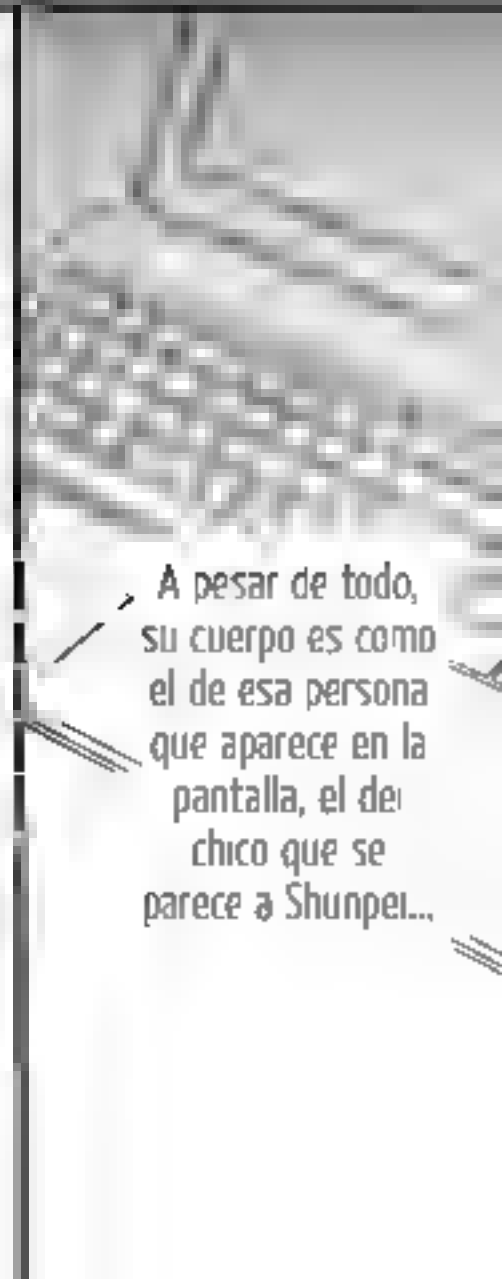 A pesar de todo,
su cuerpo es como
el de esa persona
que aparece en la
pantalla, el del
chico que se
parece a Shunpei...